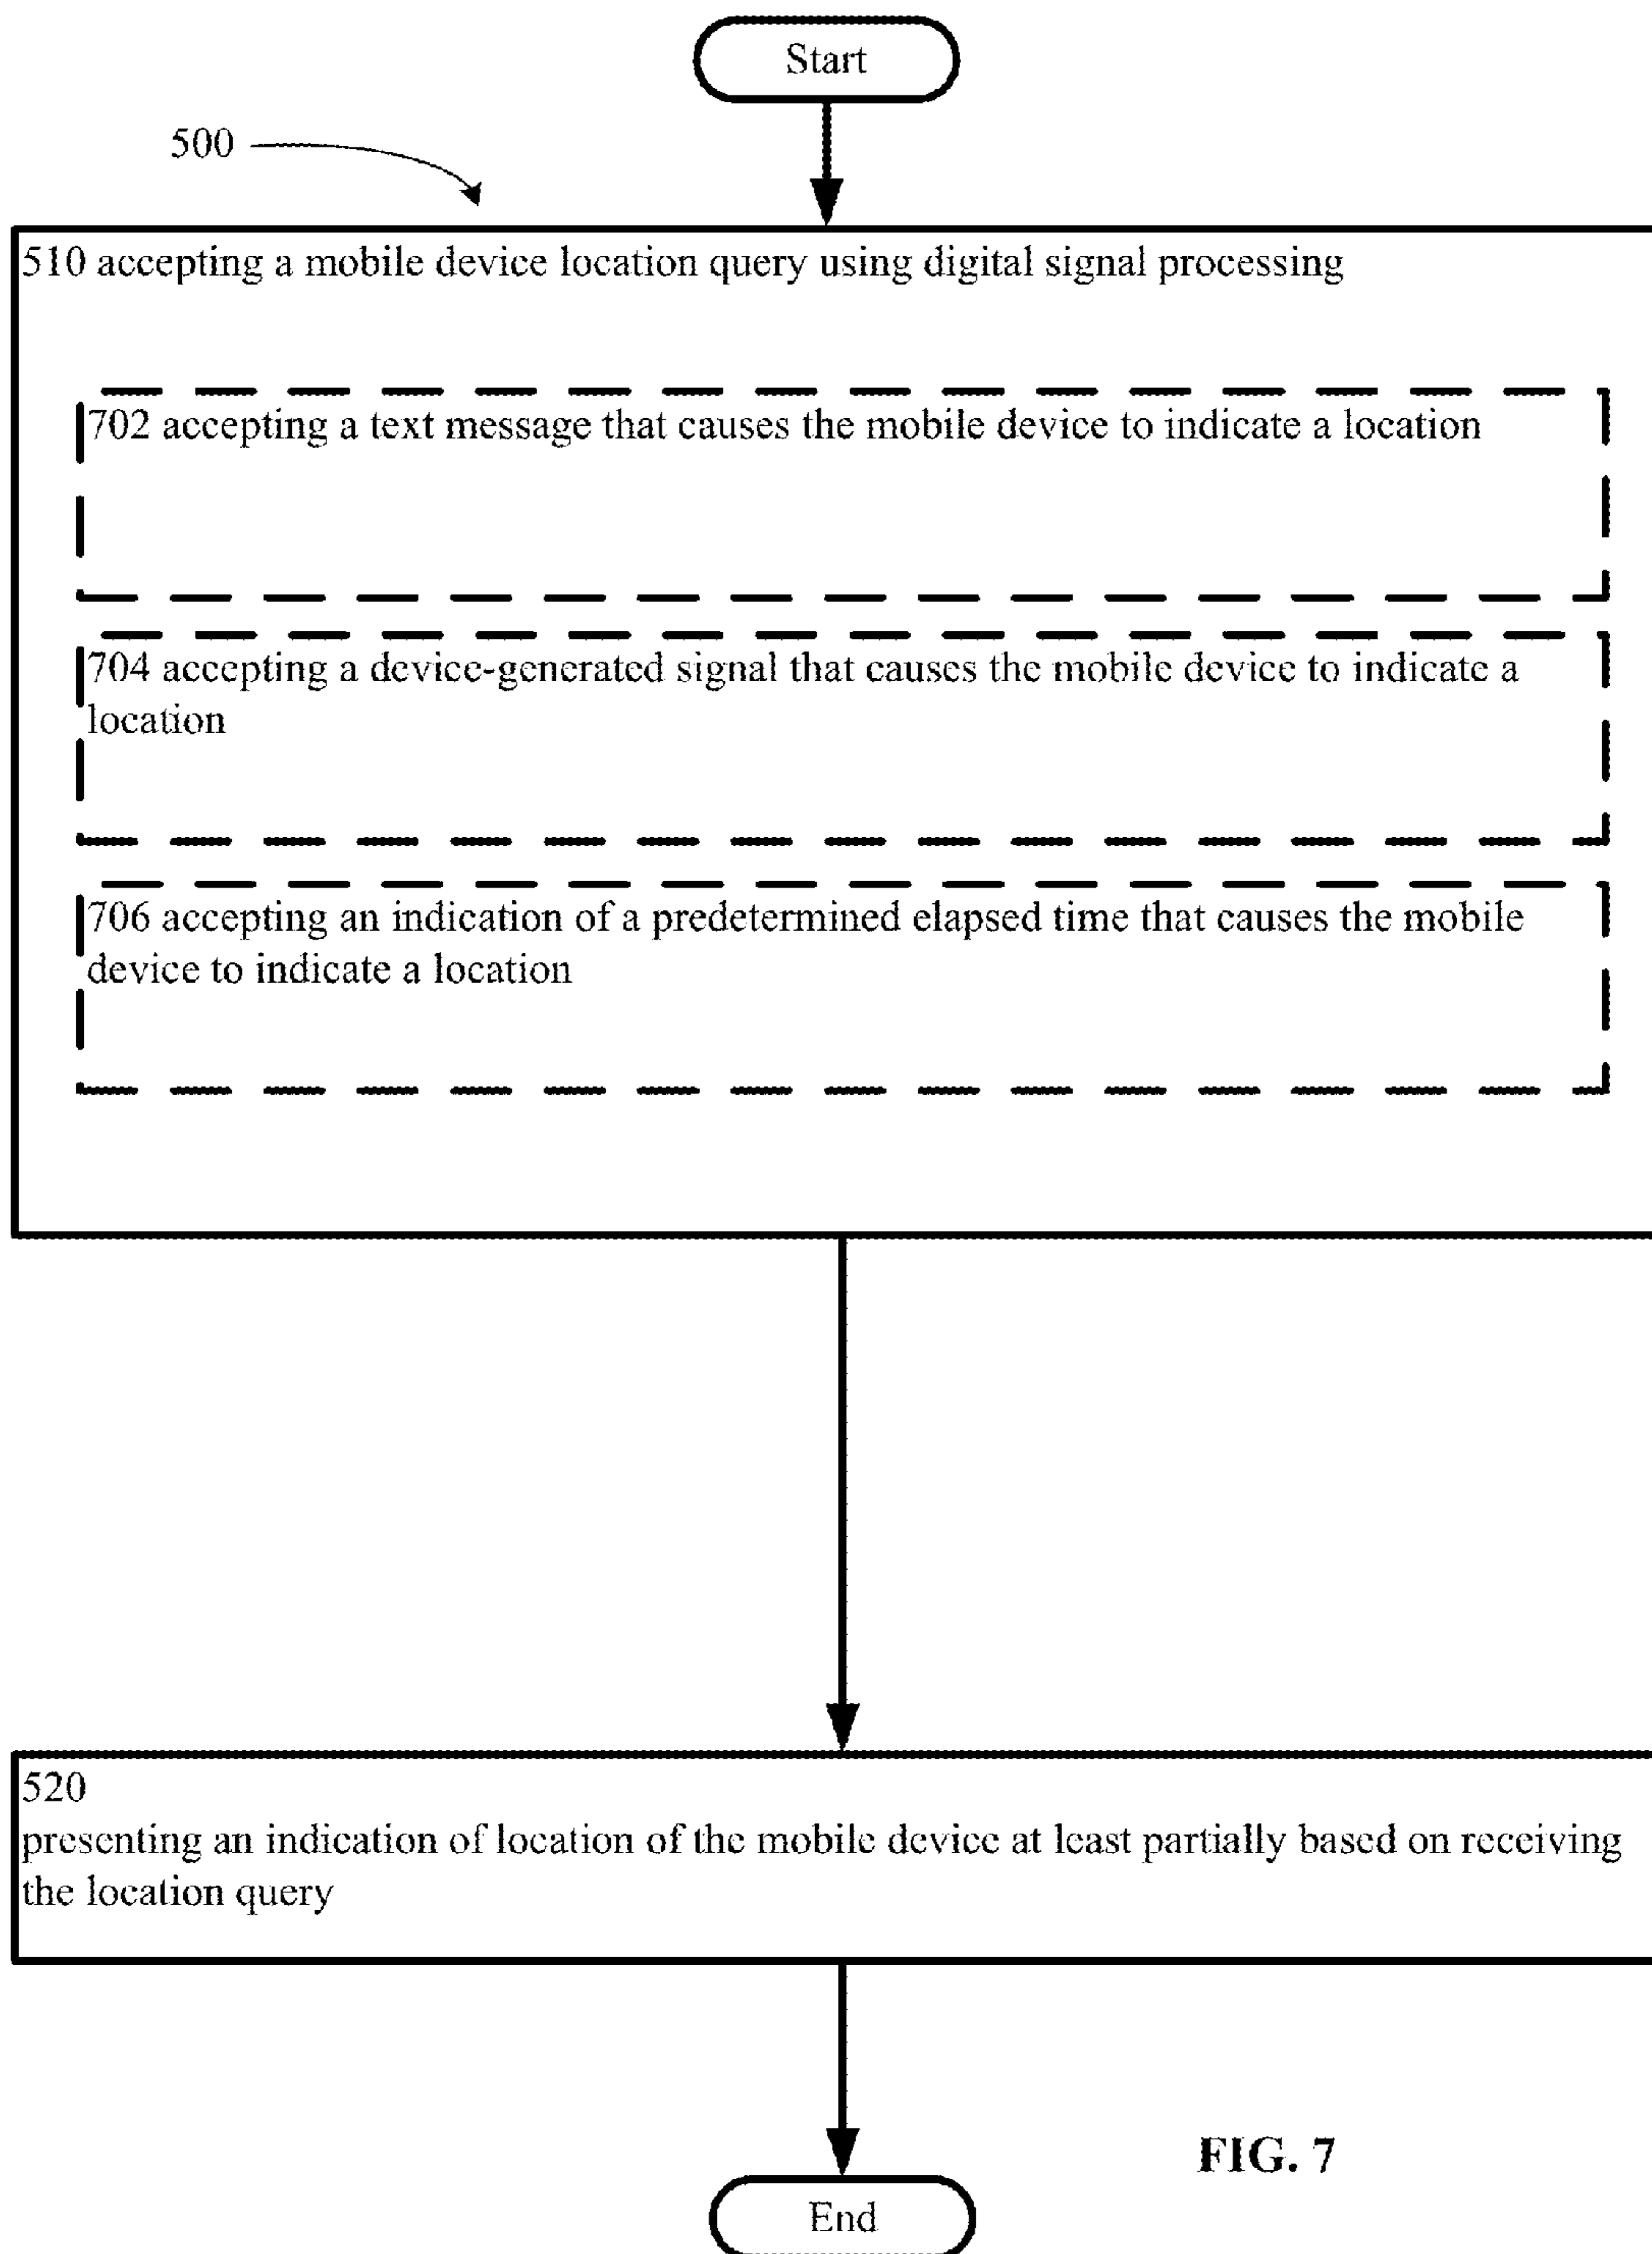 Start
500
510 accepting a mobile device location query using digital signal processing
702 accepting a text message that causes the mobile device to indicate a location
704 accepting a device-generated signal that causes the mobile device to indicate a
location
706 accepting an indication of a predetermined elapsed time that causes the mobile
device to indicate a location
520
presenting an indication of location of the mobile device at least partially based on receiving
the location query
FIG. 7
End